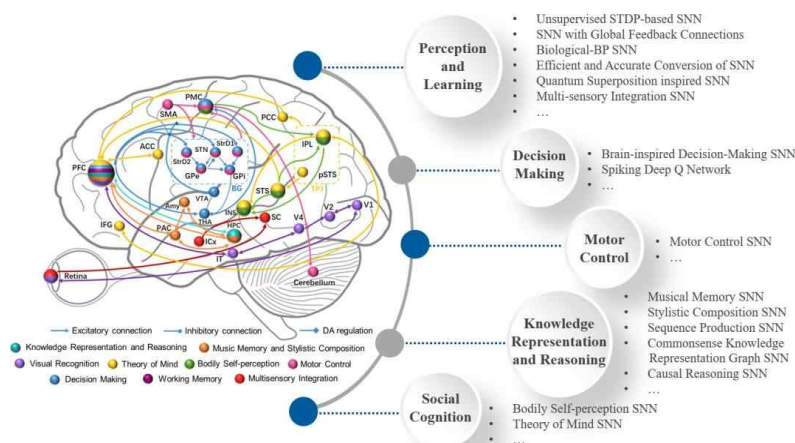 PMC
SMA
PCC
ACC
STN
StrD1
StrD2
GPe
GPi
BG
IPL
PFC
pSTS
TPJ
STS
VTA
THA
INS
Amy
SC
V4
V2
V1
IFG
PAC
ICx
HPC
IT
Retina
Cerebellum
Excitatory connection
Inhibitory connection
DA regulation
Knowledge Representation and Reasoning
Music Memory and Stylistic Composition
Visual Recognition
Theory of Mind
Bodily Self-perception
Motor Control
Decision Making
Working Memory
Multisensory Integration
Perception
and
Learning
• Unsupervised STDP-based SNN
• SNN with Global Feedback Connections
• Biological-BP SNN
• Efficient and Accurate Conversion of SNN
• Quantum Superposition inspired SNN
• Multi-sensory Integration SNN
• …
Decision
Making
• Brain-inspired Decision-Making SNN
• Spiking Deep Q Network
• …
Motor
Control
• Motor Control SNN
• …
Knowledge
Representation
and Reasoning
• Musical Memory SNN
• Stylistic Composition SNN
• Sequence Production SNN
• Commonsense Knowledge
Representation Graph SNN
• Causal Reasoning SNN
• …
Social
Cognition
• Bodily Self-perception SNN
• Theory of Mind SNN
• …